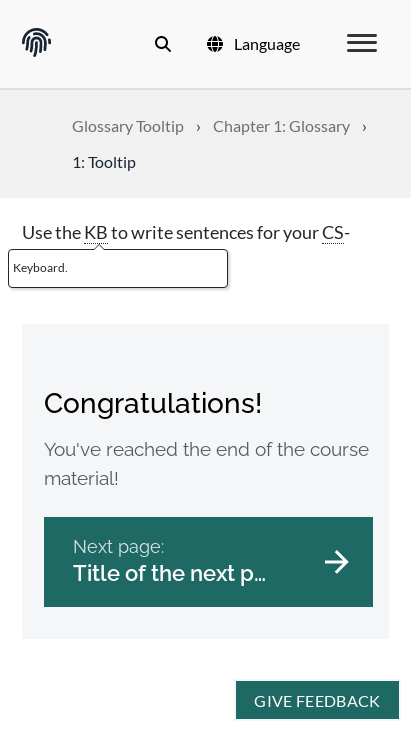 Language
Glossary Tooltip › Chapter 1: Glossary ›
1: Tooltip
Use the KB to write sentences for your CS-
Keyboard.
Congratulations!
You've reached the end of the course
material!
Next page:
Title of the next p...
GIVE FEEDBACK